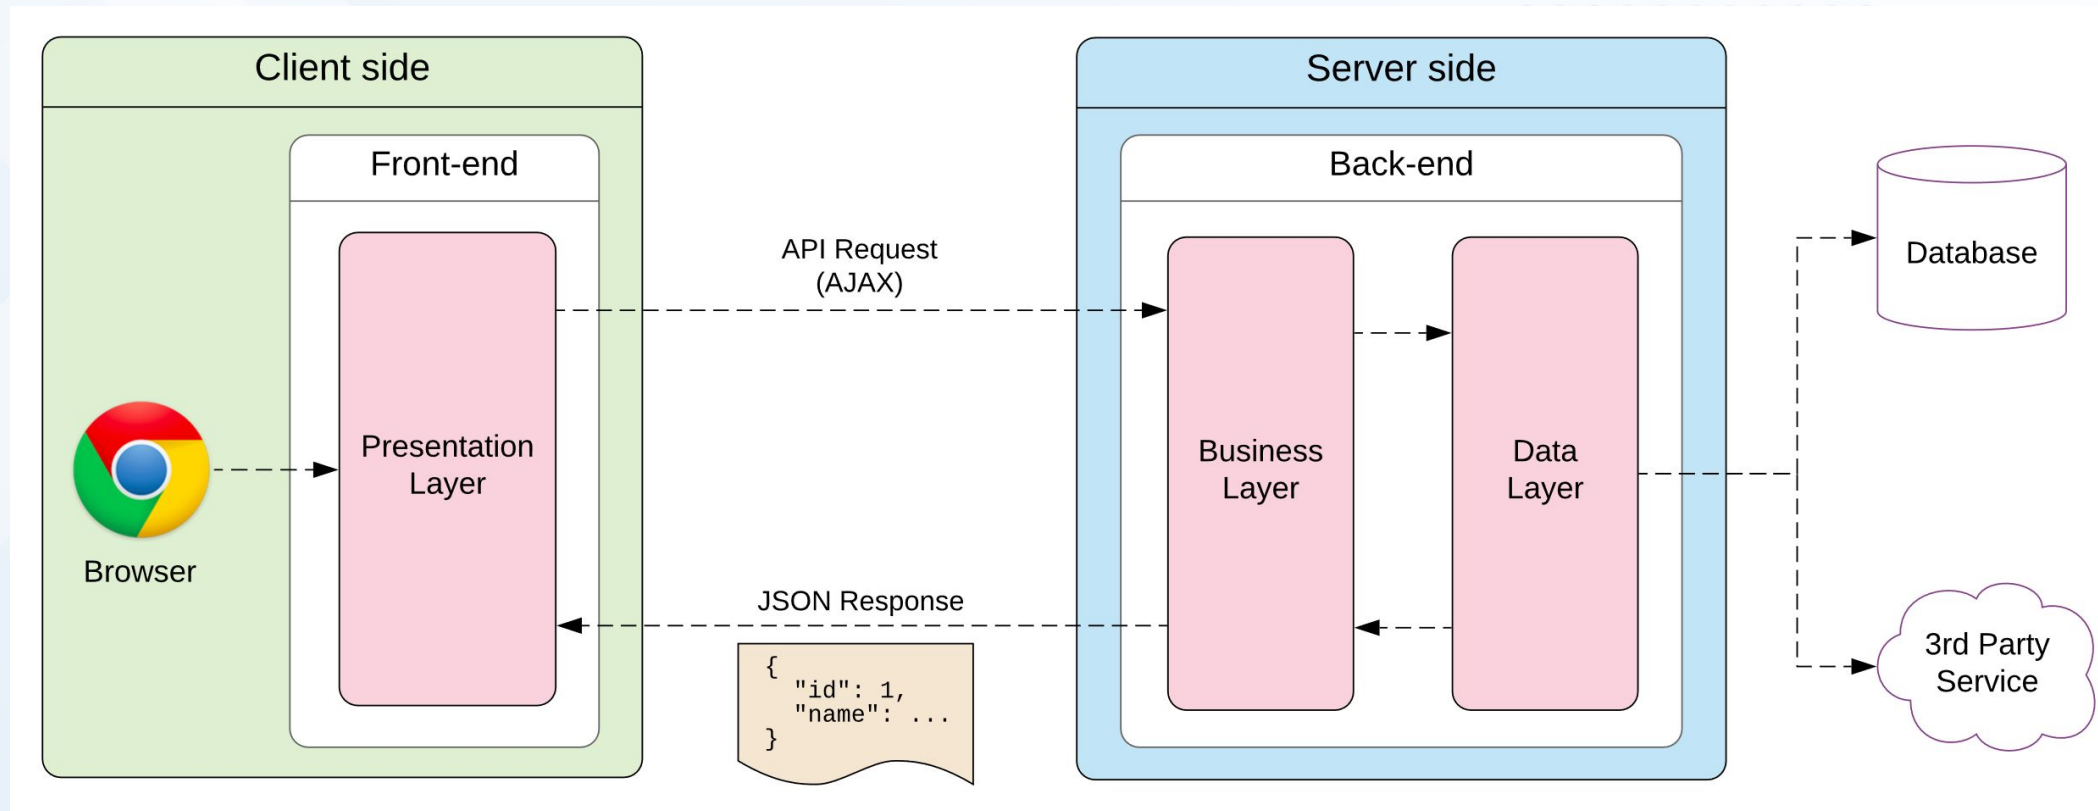 Client side
Front-end
Presentation
Layer
Browser
API Request
(AJAX)
JSON Response
{
"id": 1,
"name": ...
}
Server side
Back-end
Business
Layer
Data
Layer
Database
3rd Party
Service